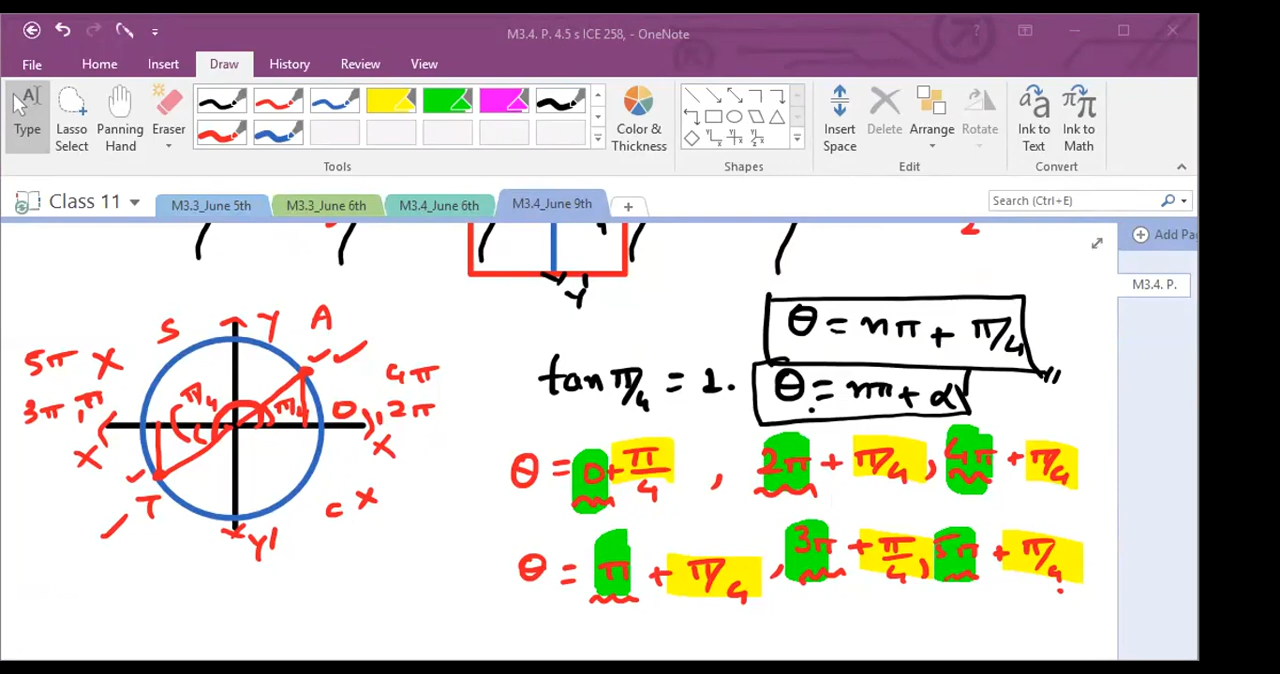 M3.4. P. 4.5 s ICE 258, - OneNote
File Home Insert Draw History Review View
Type
Lasso Select
Panning Hand
Eraser
Color & Thickness
Insert Space
Delete
Arrange
Rotate
Ink to Text
Ink to Math
Tools
Shapes
Edit
Convert
Class 11
M3.3_June 5th
M3.3_June 6th
M3.4_June 6th
M3.4_June 9th
Search (Ctrl+E)
Add Pa
M3.4. P.
2
y'
S
Y
A
5π
X
4π
3π, π
π/4
π/4
0, 2π
X
X
T
C
X
Y'
θ = nπ + π/4
tan π/4 = 1.
θ = nπ + α
θ = 0 + π/4 , 2π + π/4, 4π + π/4
θ = π + π/4 , 3π + π/4, 5π + π/4.